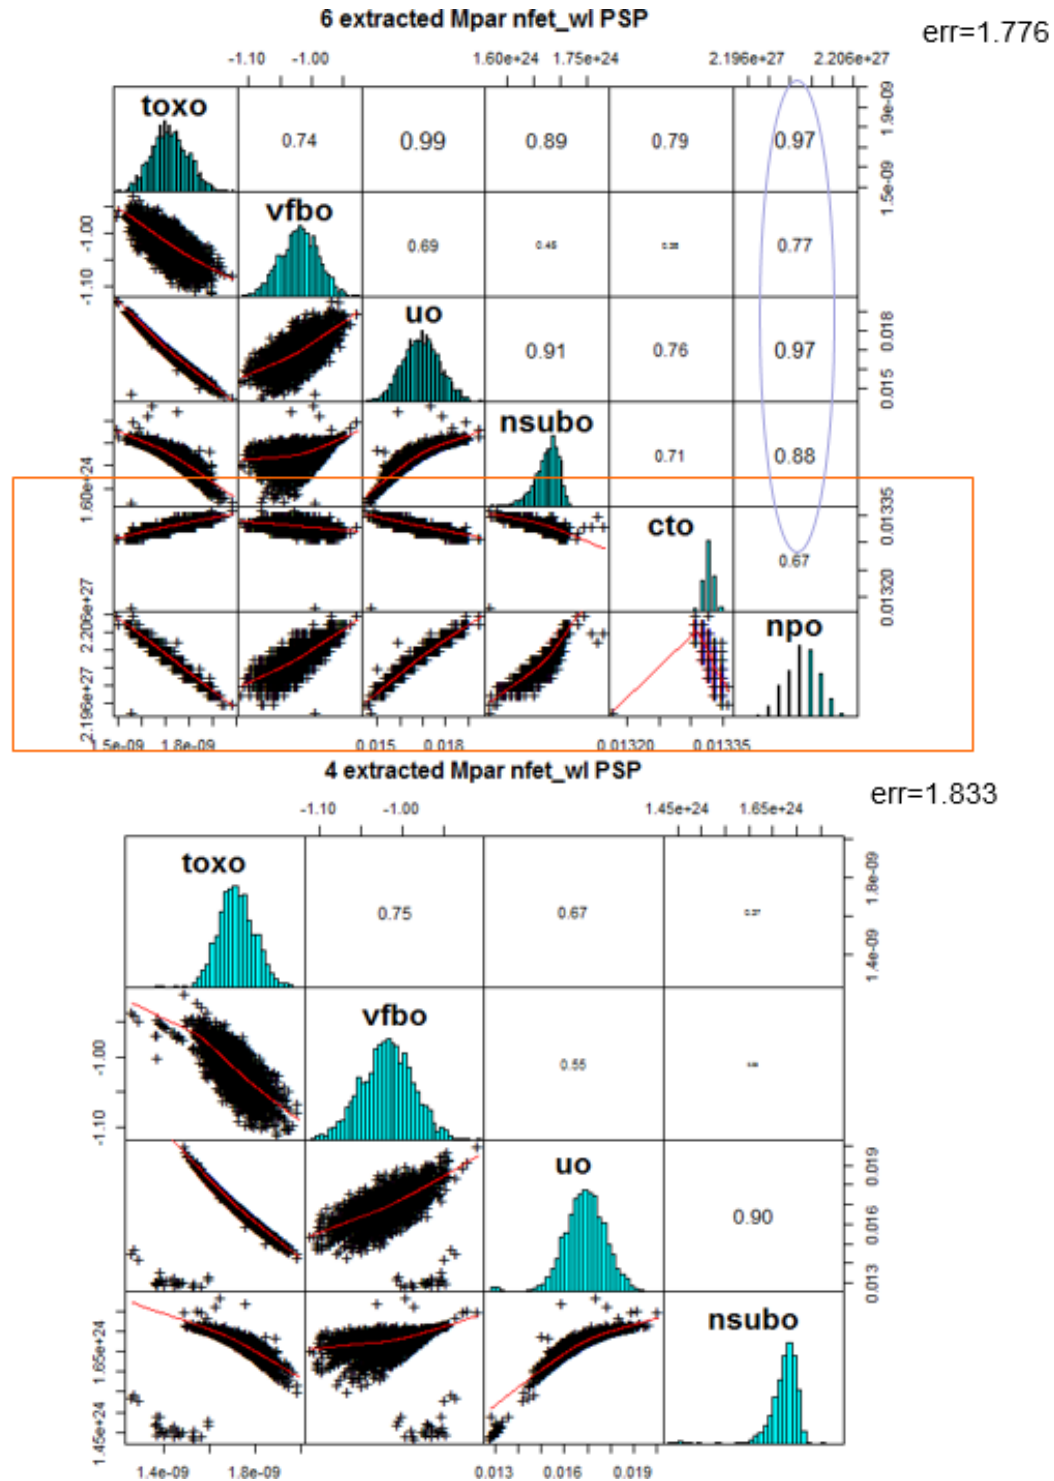 6 extracted Mpar nfet_wl PSP
err=1.776
-1.10 -1.00 1.60e+24 1.75e+24 2.196e+27 2.206e+27
toxo 0.74 0.99 0.89 0.79 0.97
1.5e-09 1.9e-09
vfbo 0.69 0.45 0.77
-1.10 -1.00
uo 0.91 0.76 0.97
0.015 0.018
nsubo 0.71 0.88
1.60e+24
cto 0.67
0.01320 0.01335
npo
2.196e+27 2.206e+27
1.5e-09 1.8e-09 0.015 0.018 0.01320 0.01335
4 extracted Mpar nfet_wl PSP
err=1.833
-1.10 -1.00 1.45e+24 1.65e+24
toxo 0.75 0.67
1.4e-09 1.8e-09
vfbo 0.55
-1.10 -1.00
uo 0.90
0.013 0.016 0.019
nsubo
1.45e+24 1.65e+24
1.4e-09 1.8e-09 0.013 0.016 0.019